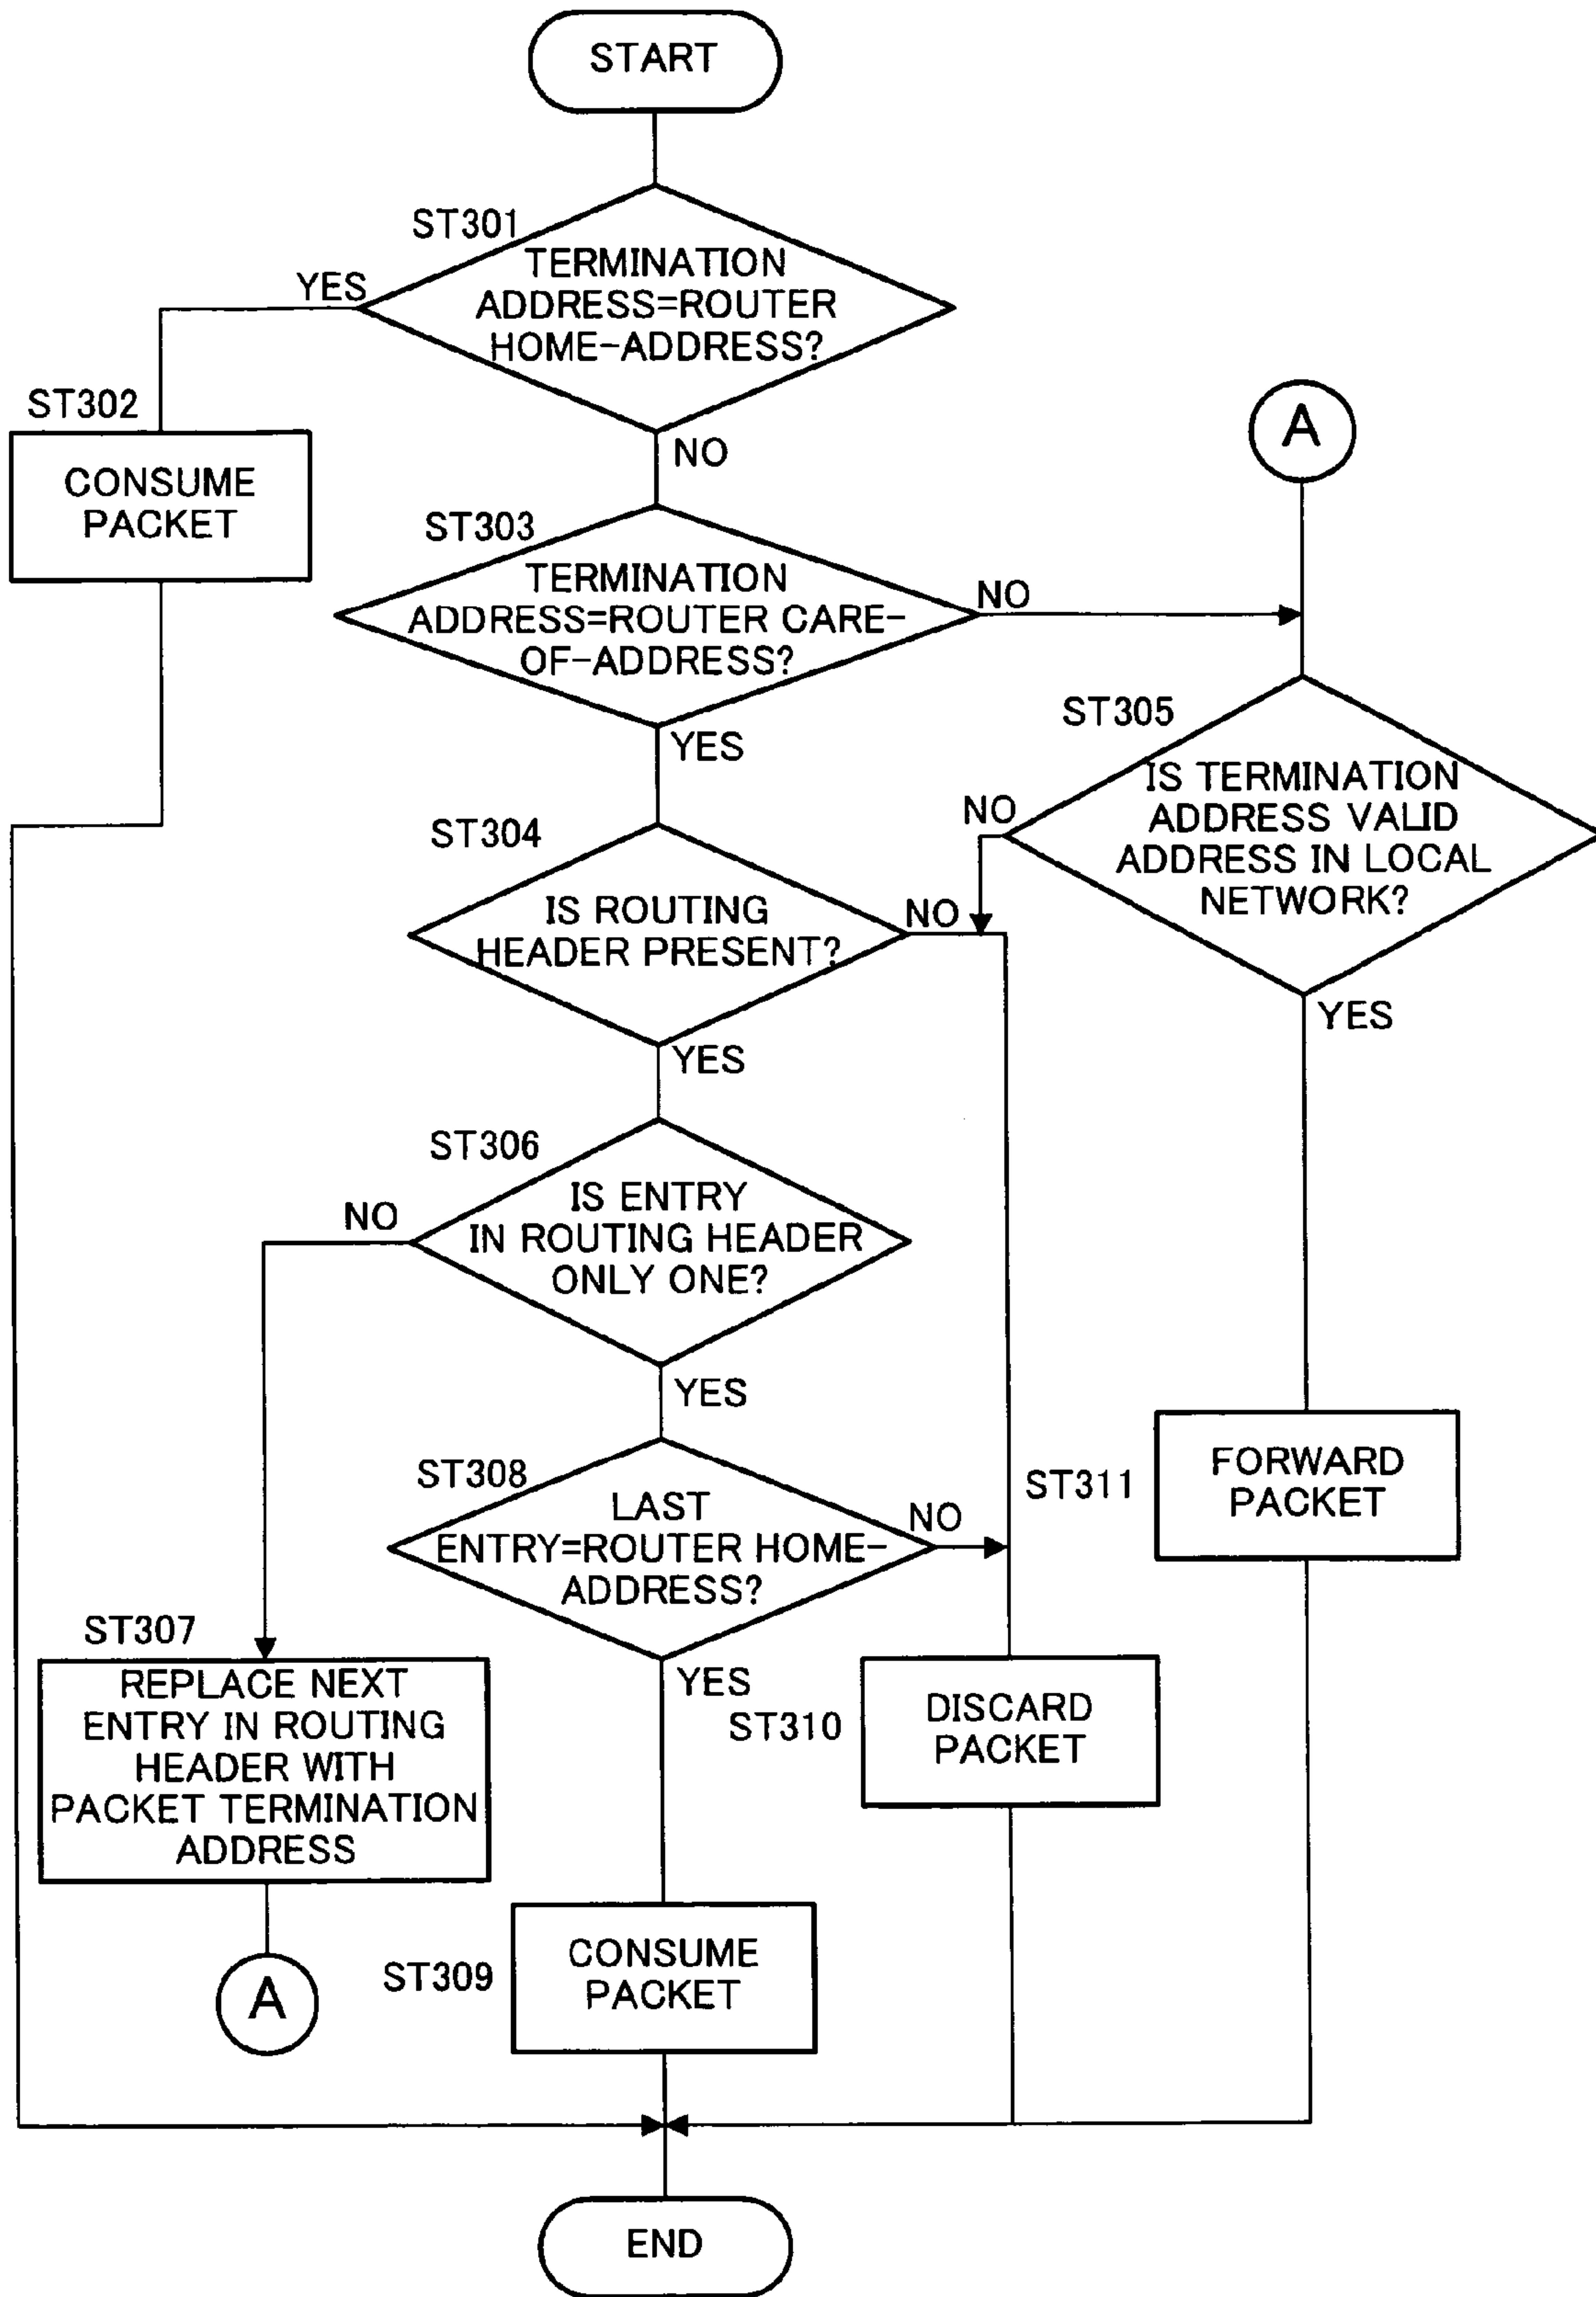 START
ST301
TERMINATION
ADDRESS=ROUTER
HOME-ADDRESS?
YES
NO
ST302
CONSUME
PACKET
A
ST303
TERMINATION
ADDRESS=ROUTER CARE-
OF-ADDRESS?
NO
YES
ST305
IS TERMINATION
ADDRESS VALID
ADDRESS IN LOCAL
NETWORK?
NO
YES
ST304
IS ROUTING
HEADER PRESENT?
NO
YES
ST306
IS ENTRY
IN ROUTING HEADER
ONLY ONE?
NO
YES
ST308
LAST
ENTRY=ROUTER HOME-
ADDRESS?
NO
YES
ST311
FORWARD
PACKET
ST307
REPLACE NEXT
ENTRY IN ROUTING
HEADER WITH
PACKET TERMINATION
ADDRESS
ST310
DISCARD
PACKET
A
ST309
CONSUME
PACKET
END